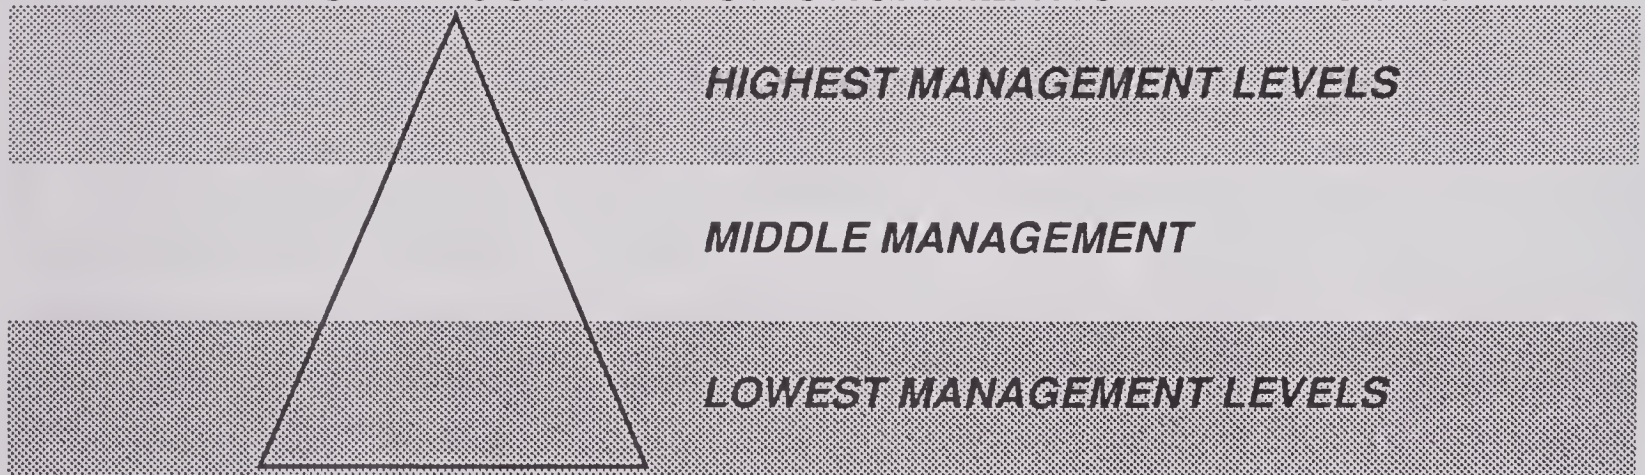 HIGHEST MANAGEMENT LEVELS
MIDDLE MANAGEMENT
LOWEST MANAGEMENT LEVELS